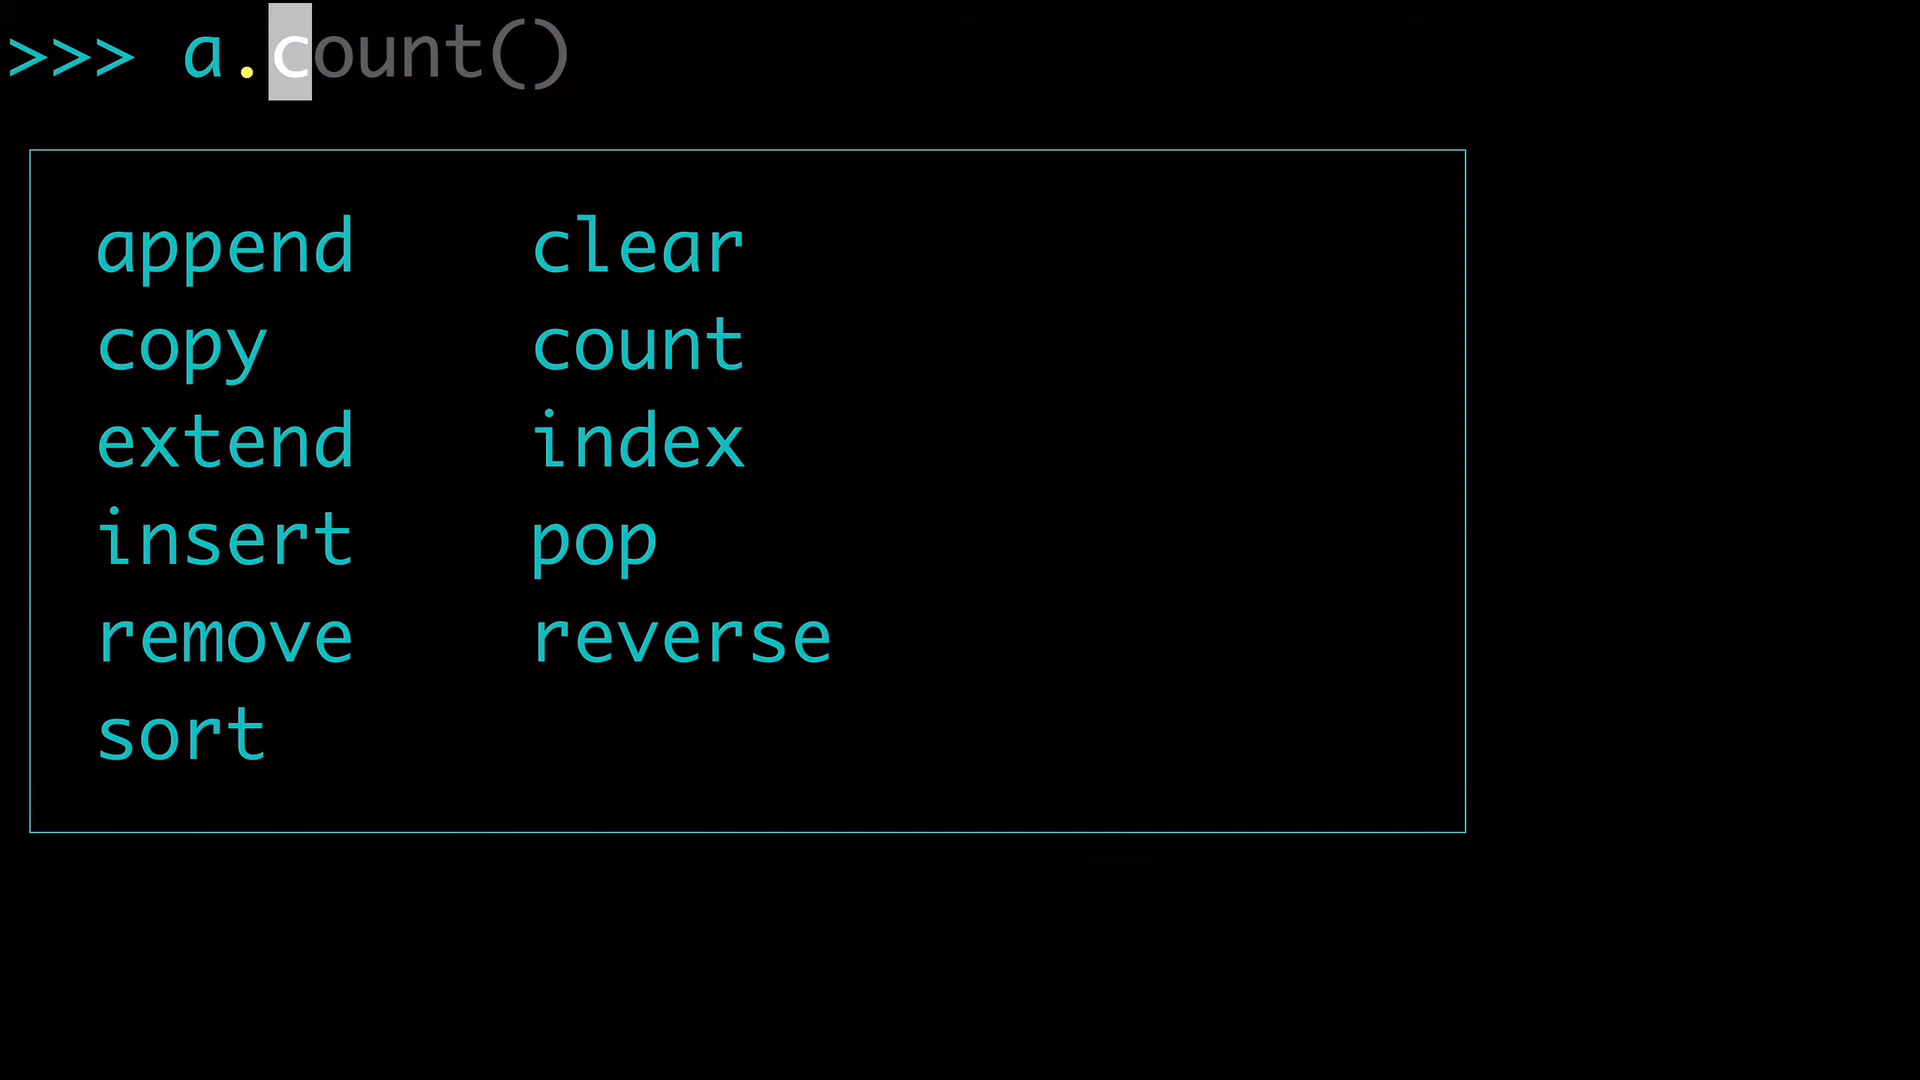 >>> a.count()
append clear
copy count
extend index
insert pop
remove reverse
sort